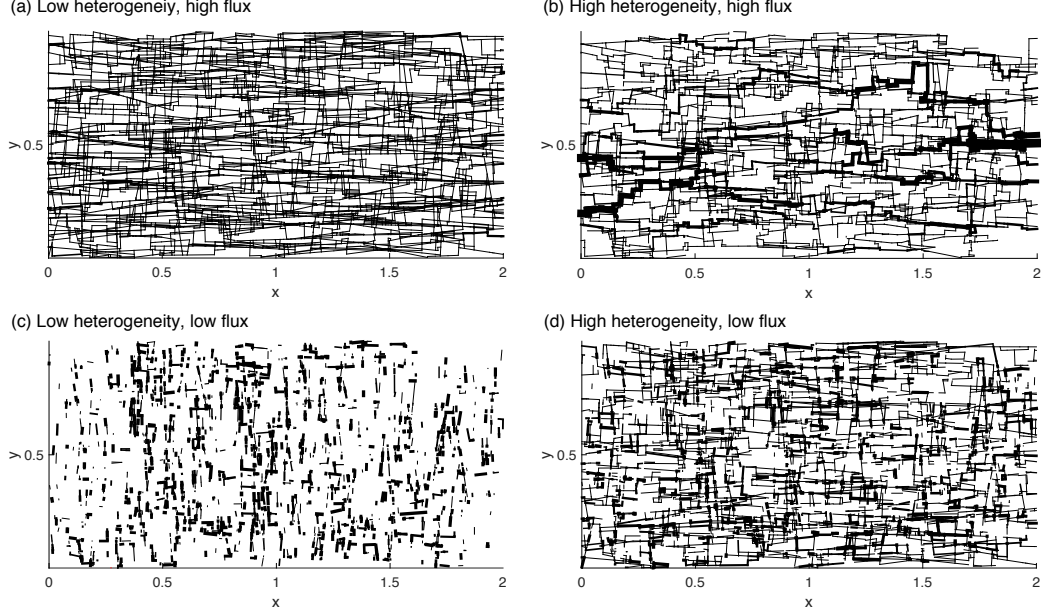 (a) Low heterogeneiy, high flux
(b) High heterogeneity, high flux
y 0.5
0 0.5 1 1.5 2
x
y 0.5
0 0.5 1 1.5 2
x
(c) Low heterogeneity, low flux
(d) High heterogeneity, low flux
y 0.5
0 0.5 1 1.5 2
x
y 0.5
0 0.5 1 1.5 2
x